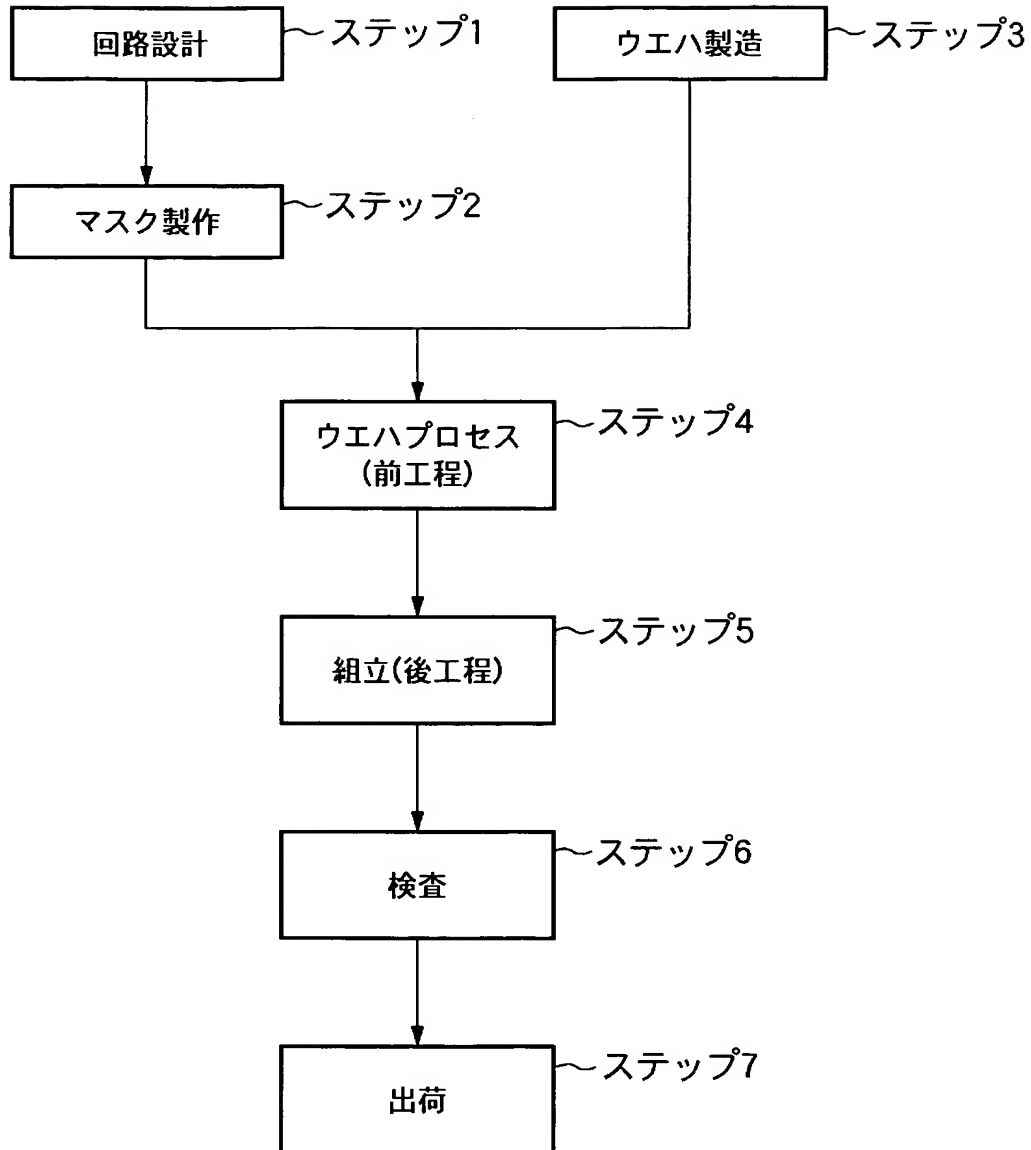 回路設計
ステップ1
ウエハ製造
ステップ3
マスク製作
ステップ2
ウエハプロセス
(前工程)
ステップ4
組立(後工程)
ステップ5
検査
ステップ6
出荷
ステップ7